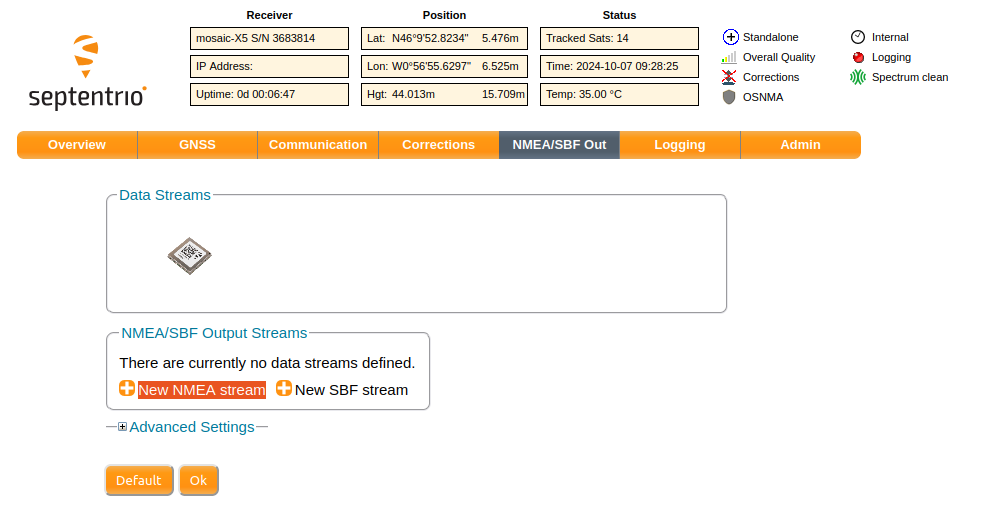 Receiver Position Status
mosaic-X5 S/N 3683814 Lat: N46°9'52.8234" 5.476m Tracked Sats: 14 Standalone Internal
IP Address: Lon: W0°56'55.6297" 6.525m Time: 2024-10-07 09:28:25 Overall Quality Logging
Uptime: 0d 00:06:47 Hgt: 44.013m 15.709m Temp: 35.00 °C Corrections Spectrum clean
OSNMA
septentrio
Overview GNSS Communication Corrections NMEA/SBF Out Logging Admin
Data Streams
NMEA/SBF Output Streams
There are currently no data streams defined.
New NMEA stream New SBF stream
Advanced Settings
Default Ok